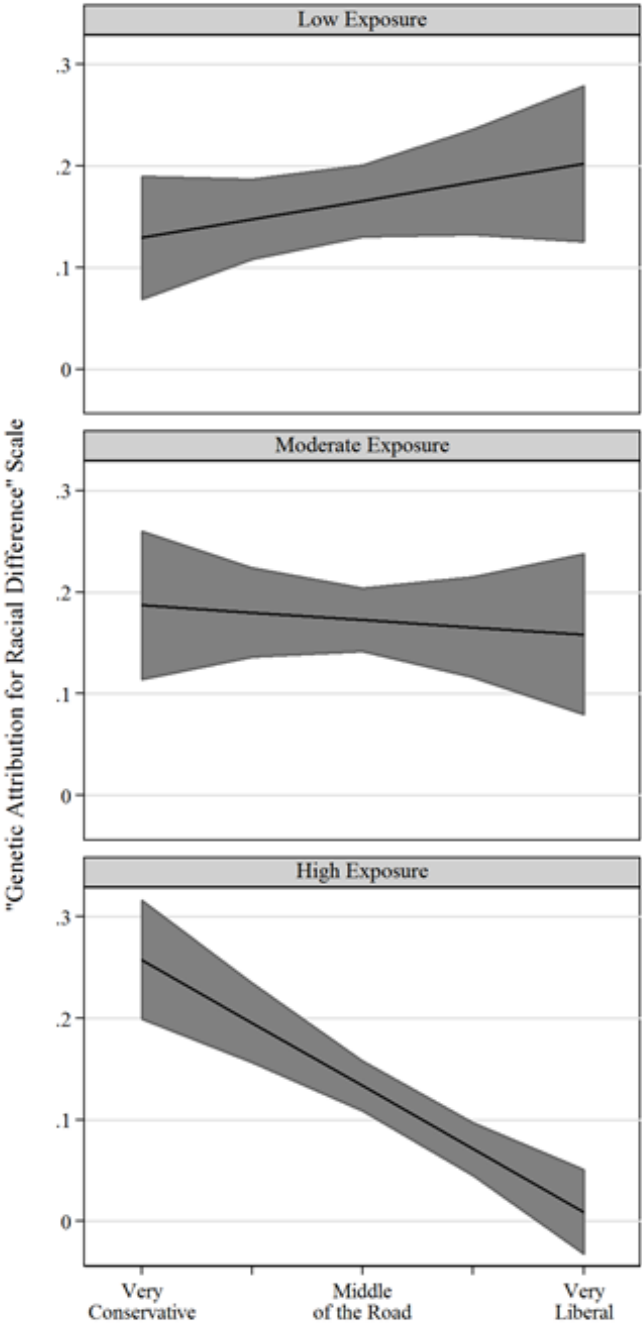 "Genetic Attribution for Racial Difference" Scale
Low Exposure
.3
.2
.1
0
Moderate Exposure
.3
.2
.1
0
High Exposure
.3
.2
.1
0
Very Conservative
Middle of the Road
Very Liberal